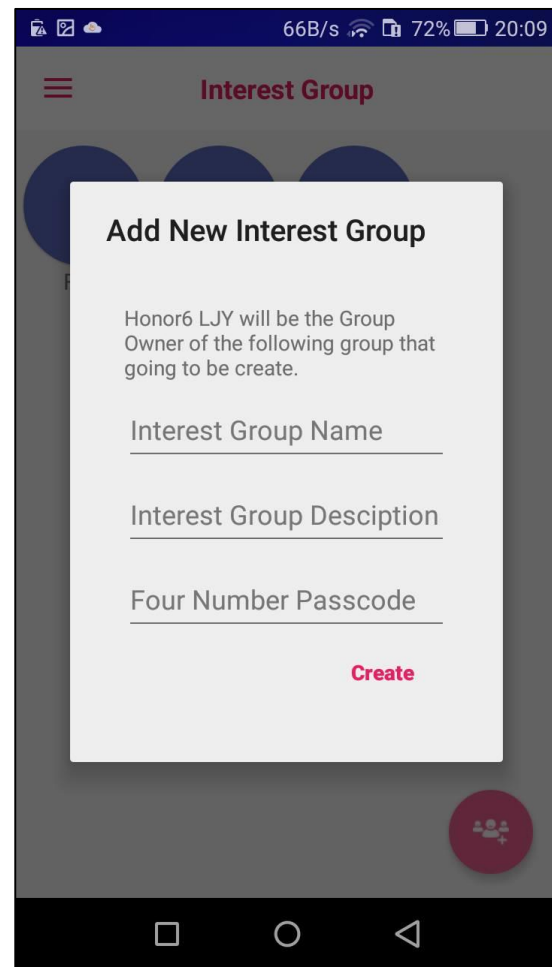 66B/s 72% 20:09
Interest Group
Add New Interest Group
Honor6 LJY will be the Group
Owner of the following group that
going to be create.
Interest Group Name
Interest Group Desciption
Four Number Passcode
Create